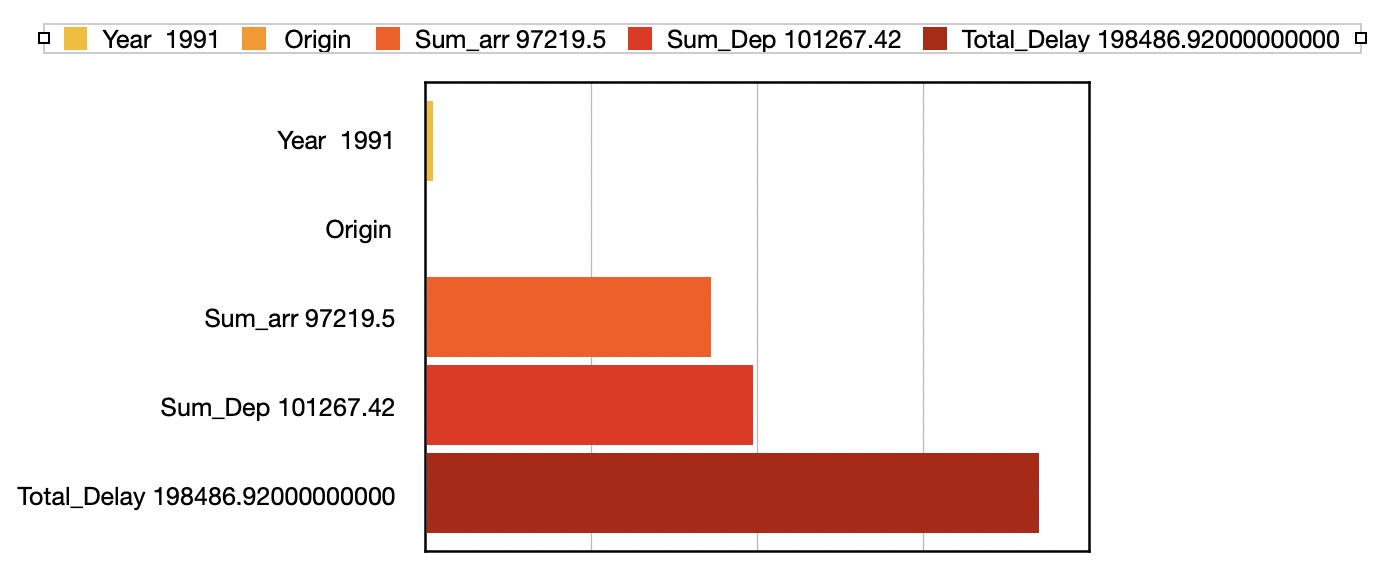 Year 1991 Origin Sum_arr 97219.5 Sum_Dep 101267.42 Total_Delay 198486.92000000000
Year 1991
Origin
Sum_arr 97219.5
Sum_Dep 101267.42
Total_Delay 198486.92000000000